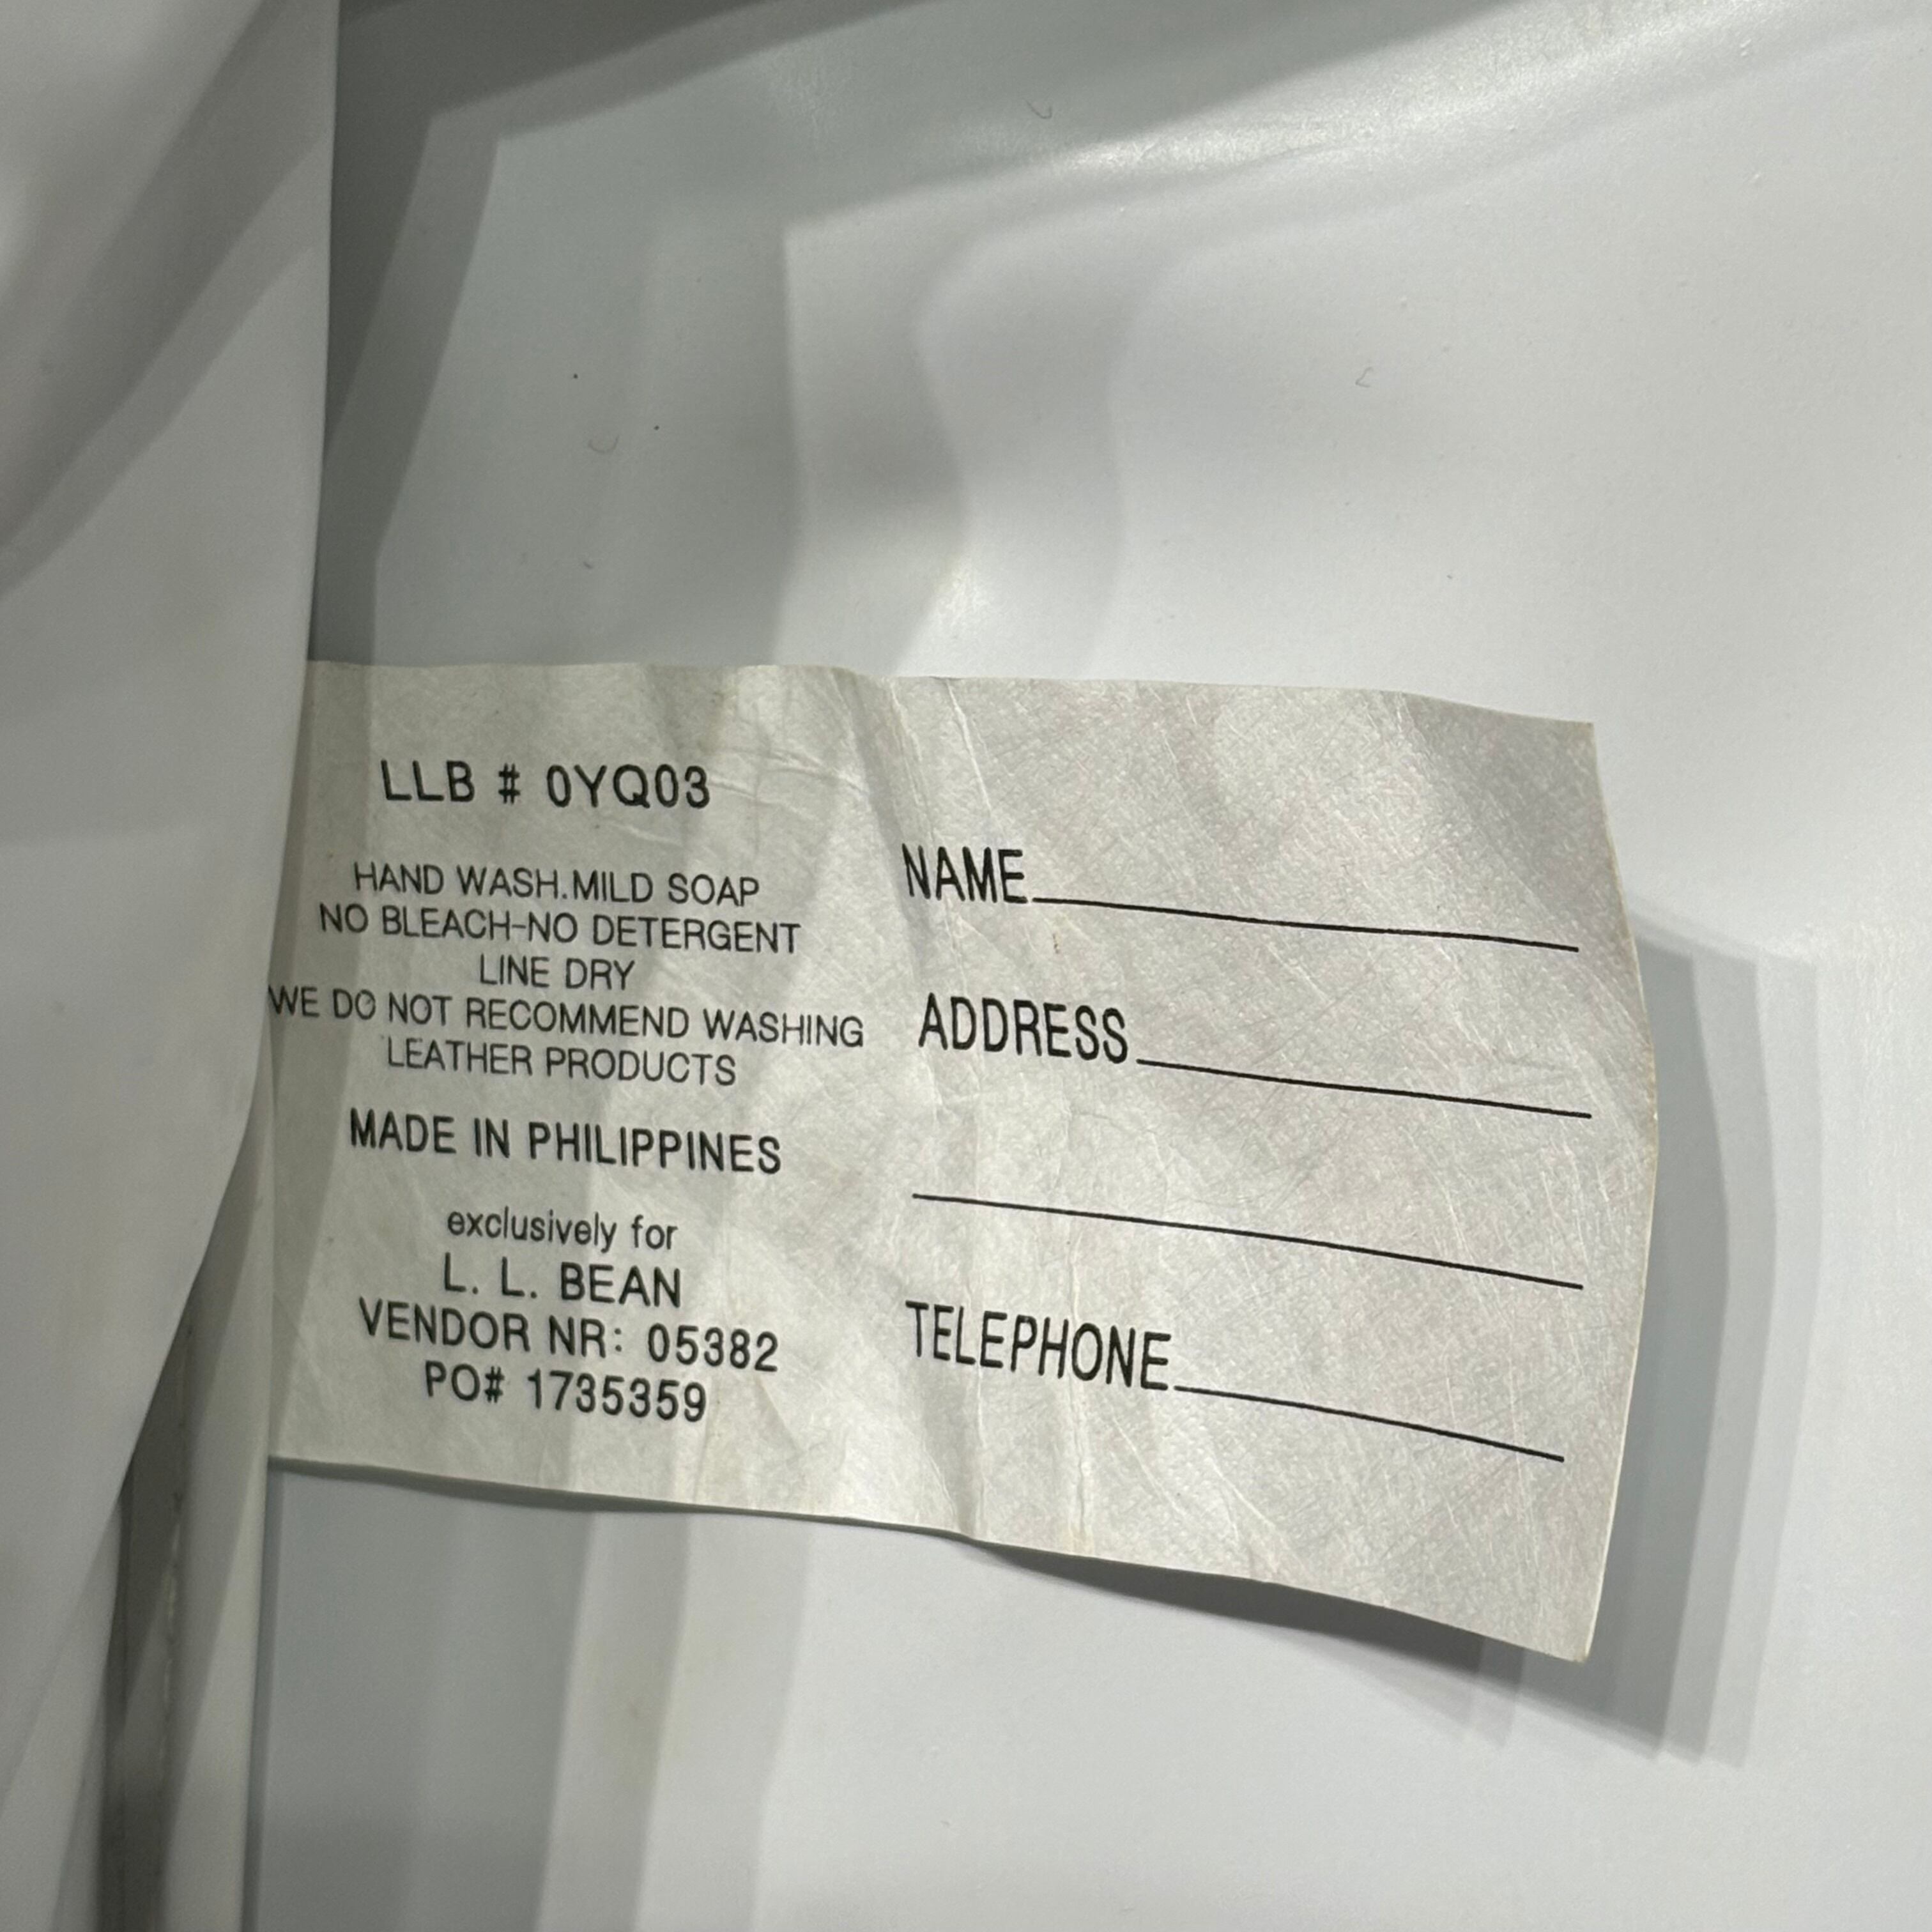 LLB # 0YQ03
HAND WASH.MILD SOAP
NO BLEACH-NO DETERGENT
LINE DRY
WE DO NOT RECOMMEND WASHING
LEATHER PRODUCTS
MADE IN PHILIPPINES
exclusively for
L. L. BEAN
VENDOR NR: 05382
PO# 1735359
NAME
ADDRESS
TELEPHONE